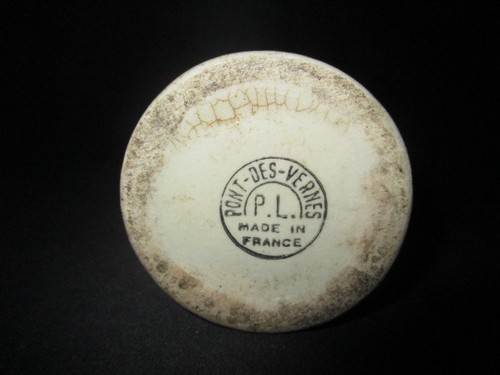 PONT-DES-VERNES
P.L.
MADE IN
FRANCE